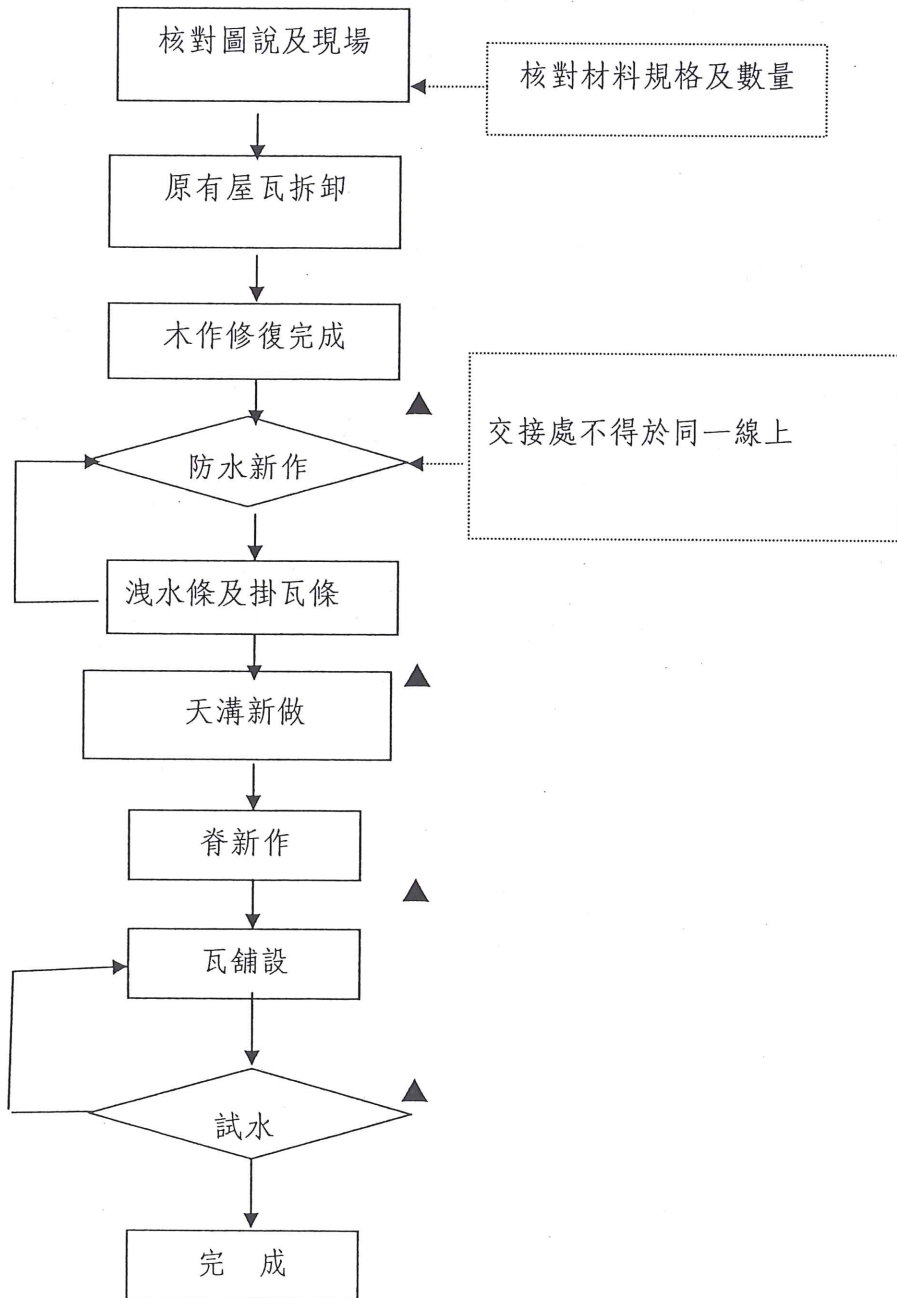 核對圖說及現場
核對材料規格及數量
原有屋瓦拆卸
木作修復完成
交接處不得於同一線上
防水新作
洩水條及掛瓦條
天溝新做
脊新作
瓦舖設
試水
完 成